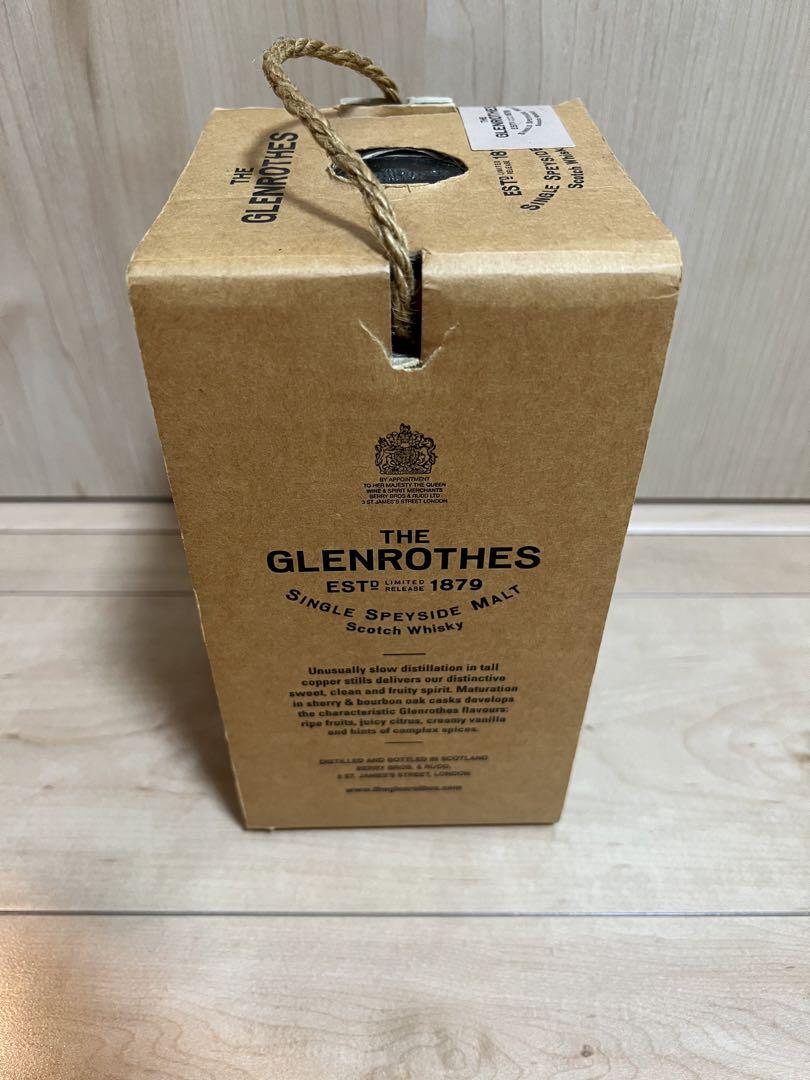 THE
GLENROTHES
THE
GLENROTHES
ESTD LIMITED RELEASE 18
SINGLE SPEYSIDE
Scotch Whisky
BY APPOINTMENT
TO HER MAJESTY THE QUEEN
WINE & SPIRIT MERCHANTS
BERRY BROS & RUDD LTD
3 ST JAMES'S STREET LONDON
THE
GLENROTHES
ESTD LIMITED RELEASE 1879
SINGLE SPEYSIDE MALT
Scotch Whisky
Unusually slow distillation in tall
copper stills delivers our distinctive
sweet, clean and fruity spirit. Maturation
in sherry & bourbon oak casks develops
the characteristic Glenrothes flavours:
ripe fruits, juicy citrus, creamy vanilla
and hints of complex spices.
DISTILLED AND BOTTLED IN SCOTLAND
BERRY BROS. & RUDD,
3 ST. JAMES'S STREET, LONDON
www.theglenrothes.com